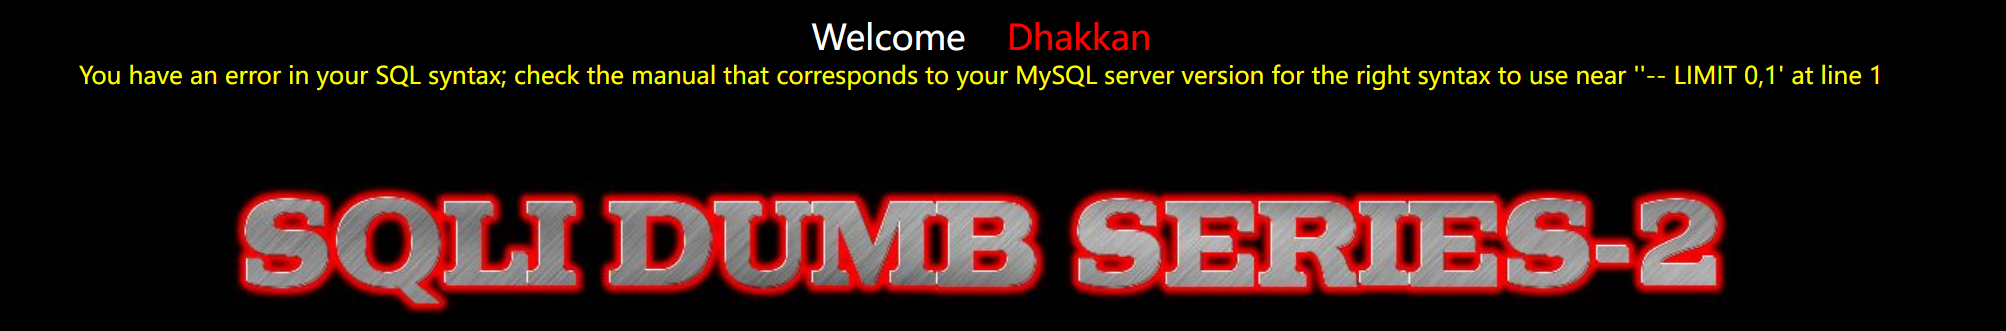 Welcome Dhakkan
You have an error in your SQL syntax; check the manual that corresponds to your MySQL server version for the right syntax to use near ''-- LIMIT 0,1' at line 1
SQLI DUMB SERIES-2